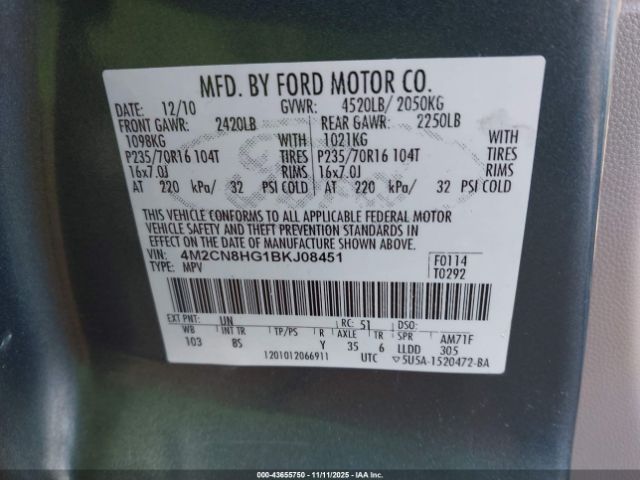 MFD. BY FORD MOTOR CO.
DATE: 12/10 GVWR: 4520LB/ 2050KG
FRONT GAWR: 2420LB REAR GAWR: 2250LB
1098KG WITH 1021KG WITH
P235/70R16 104T TIRES P235/70R16 104T TIRES
16x7.0J RIMS 16x7.0J RIMS
AT 220 kPa/ 32 PSI COLD AT 220 kPa/ 32 PSI COLD
THIS VEHICLE CONFORMS TO ALL APPLICABLE FEDERAL MOTOR
VEHICLE SAFETY AND THEFT PREVENTION STANDARDS IN
EFFECT ON THE DATE OF MANUFACTURE SHOWN ABOVE.
VIN: 4M2CN8HG1BKJ08451 F0114
TYPE: MPV T0292
EXT PNT: UN RC: 51 DSO:
WB INT TR TP/PS R AXLE TR SPR AM71F
103 BS Y 35 6 LLDD 305
1201012066911 UTC ▽5U5A-1520472-BA
000-43655750 - 11/11/2025 - IAAI.com